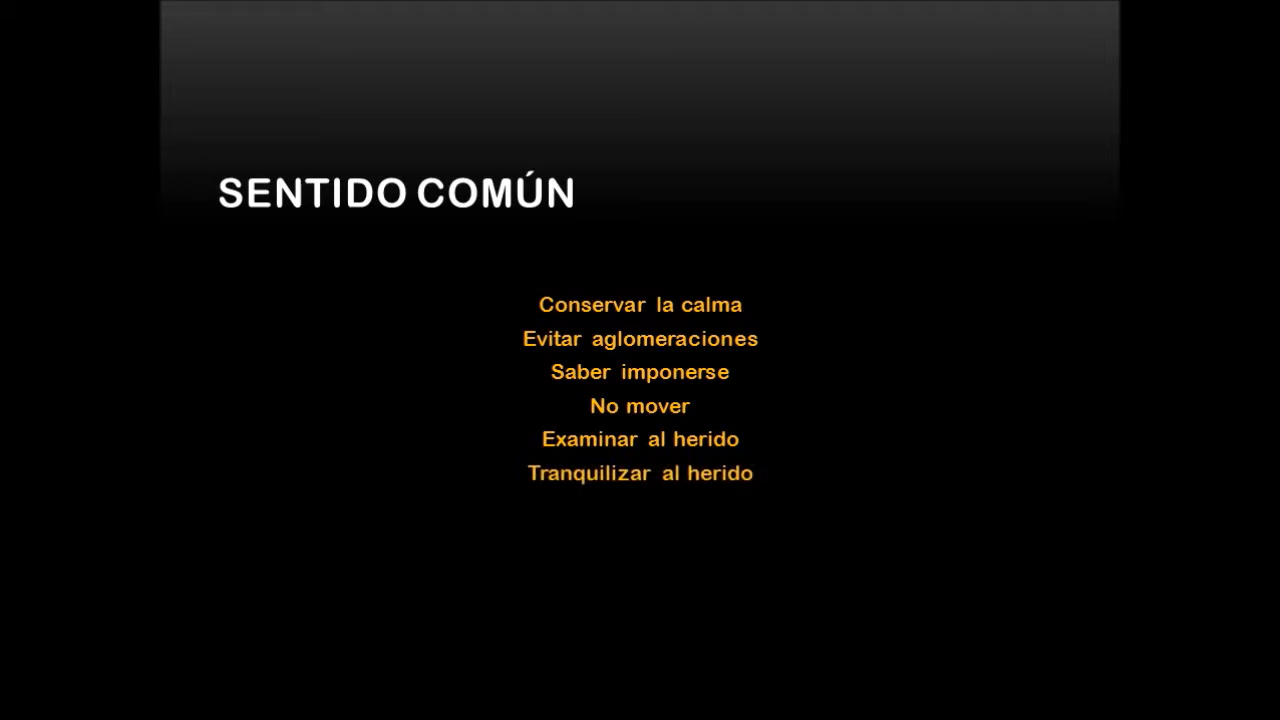 SENTIDO COMÚN
Conservar la calma
Evitar aglomeraciones
Saber imponerse
No mover
Examinar al herido
Tranquilizar al herido